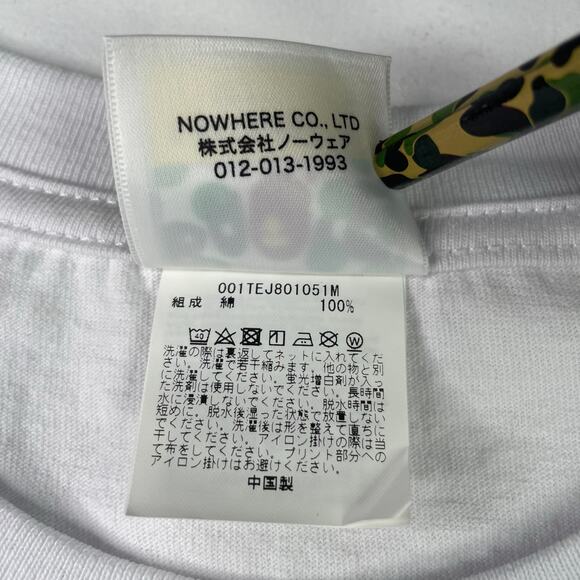 NOWHERE CO., LTD
株式会社ノーウェア
012-013-1993
001TEJ801051M
組成 綿 100%
40 W
洗濯の際は裏返してネットに入れてくだ
さい。洗濯で若干縮みます。他の物と別
に洗濯してください。蛍光増白剤が入っ
た洗剤は使用しないでください。長時間
水に浸漬しないでください。脱水時間は
短めに、脱水後湿った状態で放置しない
でください。洗濯後は形を整えて直ちに
干してください。アイロン掛けの際は当
て布をしてください。プリント部分への
アイロン掛けはお避けください。
中国製